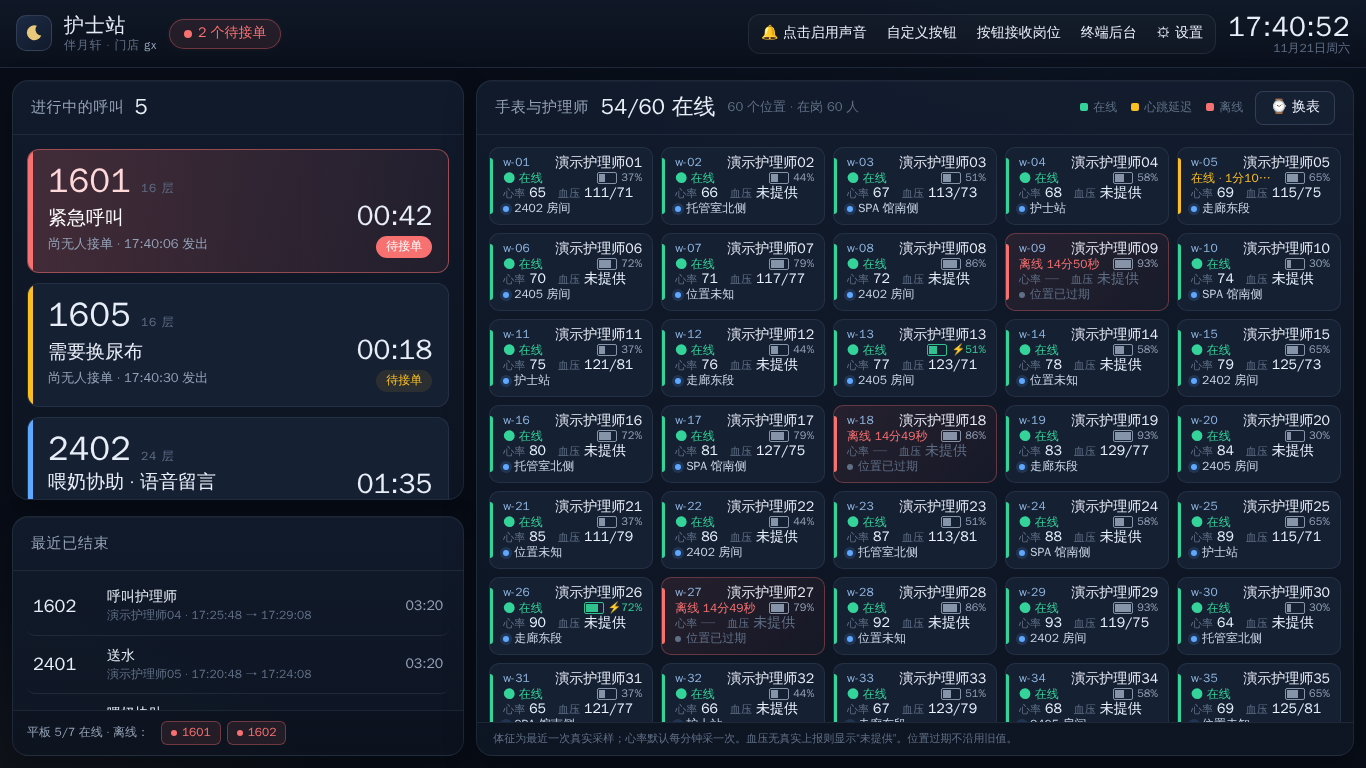 护士站
伴月轩 · 门店 gx
2 个待接单
🔔 点击启用声音 自定义按钮 按钮接收岗位 终端后台 设置
17:40:52
11月21日周六
进行中的呼叫 5
1601 16 层
紧急呼叫
00:42
尚无人接单 · 17:40:06 发出
待接单
1605 16 层
需要换尿布
00:18
尚无人接单 · 17:40:30 发出
待接单
2402 24 层
喂奶协助 · 语音留言
01:35
最近已结束
1602 呼叫护理师 03:20
演示护理师04 · 17:25:48 → 17:29:08
2401 送水 03:20
演示护理师05 · 17:20:48 → 17:24:08
平板 5/7 在线 · 离线： 1601 1602
手表与护理师 54/60 在线 60 个位置 · 在岗 60 人
在线 心跳延迟 离线 换表
w-01 演示护理师01
在线 37%
心率 65 血压 111/71
2402 房间
w-02 演示护理师02
在线 44%
心率 66 血压 未提供
托管室北侧
w-03 演示护理师03
在线 51%
心率 67 血压 113/73
SPA 馆南侧
w-04 演示护理师04
在线 58%
心率 68 血压 未提供
护士站
w-05 演示护理师05
在线 · 1分10… 65%
心率 69 血压 115/75
走廊东段
w-06 演示护理师06
在线 72%
心率 70 血压 未提供
2405 房间
w-07 演示护理师07
在线 79%
心率 71 血压 117/77
位置未知
w-08 演示护理师08
在线 86%
心率 72 血压 未提供
2402 房间
w-09 演示护理师09
离线 14分50秒 93%
心率 — 血压 未提供
位置已过期
w-10 演示护理师10
在线 30%
心率 74 血压 未提供
SPA 馆南侧
w-11 演示护理师11
在线 37%
心率 75 血压 121/81
护士站
w-12 演示护理师12
在线 44%
心率 76 血压 未提供
走廊东段
w-13 演示护理师13
在线 ⚡51%
心率 77 血压 123/71
2405 房间
w-14 演示护理师14
在线 58%
心率 78 血压 未提供
位置未知
w-15 演示护理师15
在线 65%
心率 79 血压 125/73
2402 房间
w-16 演示护理师16
在线 72%
心率 80 血压 未提供
托管室北侧
w-17 演示护理师17
在线 79%
心率 81 血压 127/75
SPA 馆南侧
w-18 演示护理师18
离线 14分49秒 86%
心率 — 血压 未提供
位置已过期
w-19 演示护理师19
在线 93%
心率 83 血压 129/77
走廊东段
w-20 演示护理师20
在线 30%
心率 84 血压 未提供
2405 房间
w-21 演示护理师21
在线 37%
心率 85 血压 111/79
位置未知
w-22 演示护理师22
在线 44%
心率 86 血压 未提供
2402 房间
w-23 演示护理师23
在线 51%
心率 87 血压 113/81
托管室北侧
w-24 演示护理师24
在线 58%
心率 88 血压 未提供
SPA 馆南侧
w-25 演示护理师25
在线 65%
心率 89 血压 115/71
护士站
w-26 演示护理师26
在线 ⚡72%
心率 90 血压 未提供
走廊东段
w-27 演示护理师27
离线 14分49秒 79%
心率 — 血压 未提供
位置已过期
w-28 演示护理师28
在线 86%
心率 92 血压 未提供
位置未知
w-29 演示护理师29
在线 93%
心率 93 血压 119/75
2402 房间
w-30 演示护理师30
在线 30%
心率 64 血压 未提供
托管室北侧
w-31 演示护理师31
在线 37%
心率 65 血压 121/77
w-32 演示护理师32
在线 44%
心率 66 血压 未提供
w-33 演示护理师33
在线 51%
心率 67 血压 123/79
w-34 演示护理师34
在线 58%
心率 68 血压 未提供
w-35 演示护理师35
在线 65%
心率 69 血压 125/81
体征为最近一次真实采样；心率默认每分钟采一次。血压无真实上报则显示“未提供”。位置过期不沿用旧值。